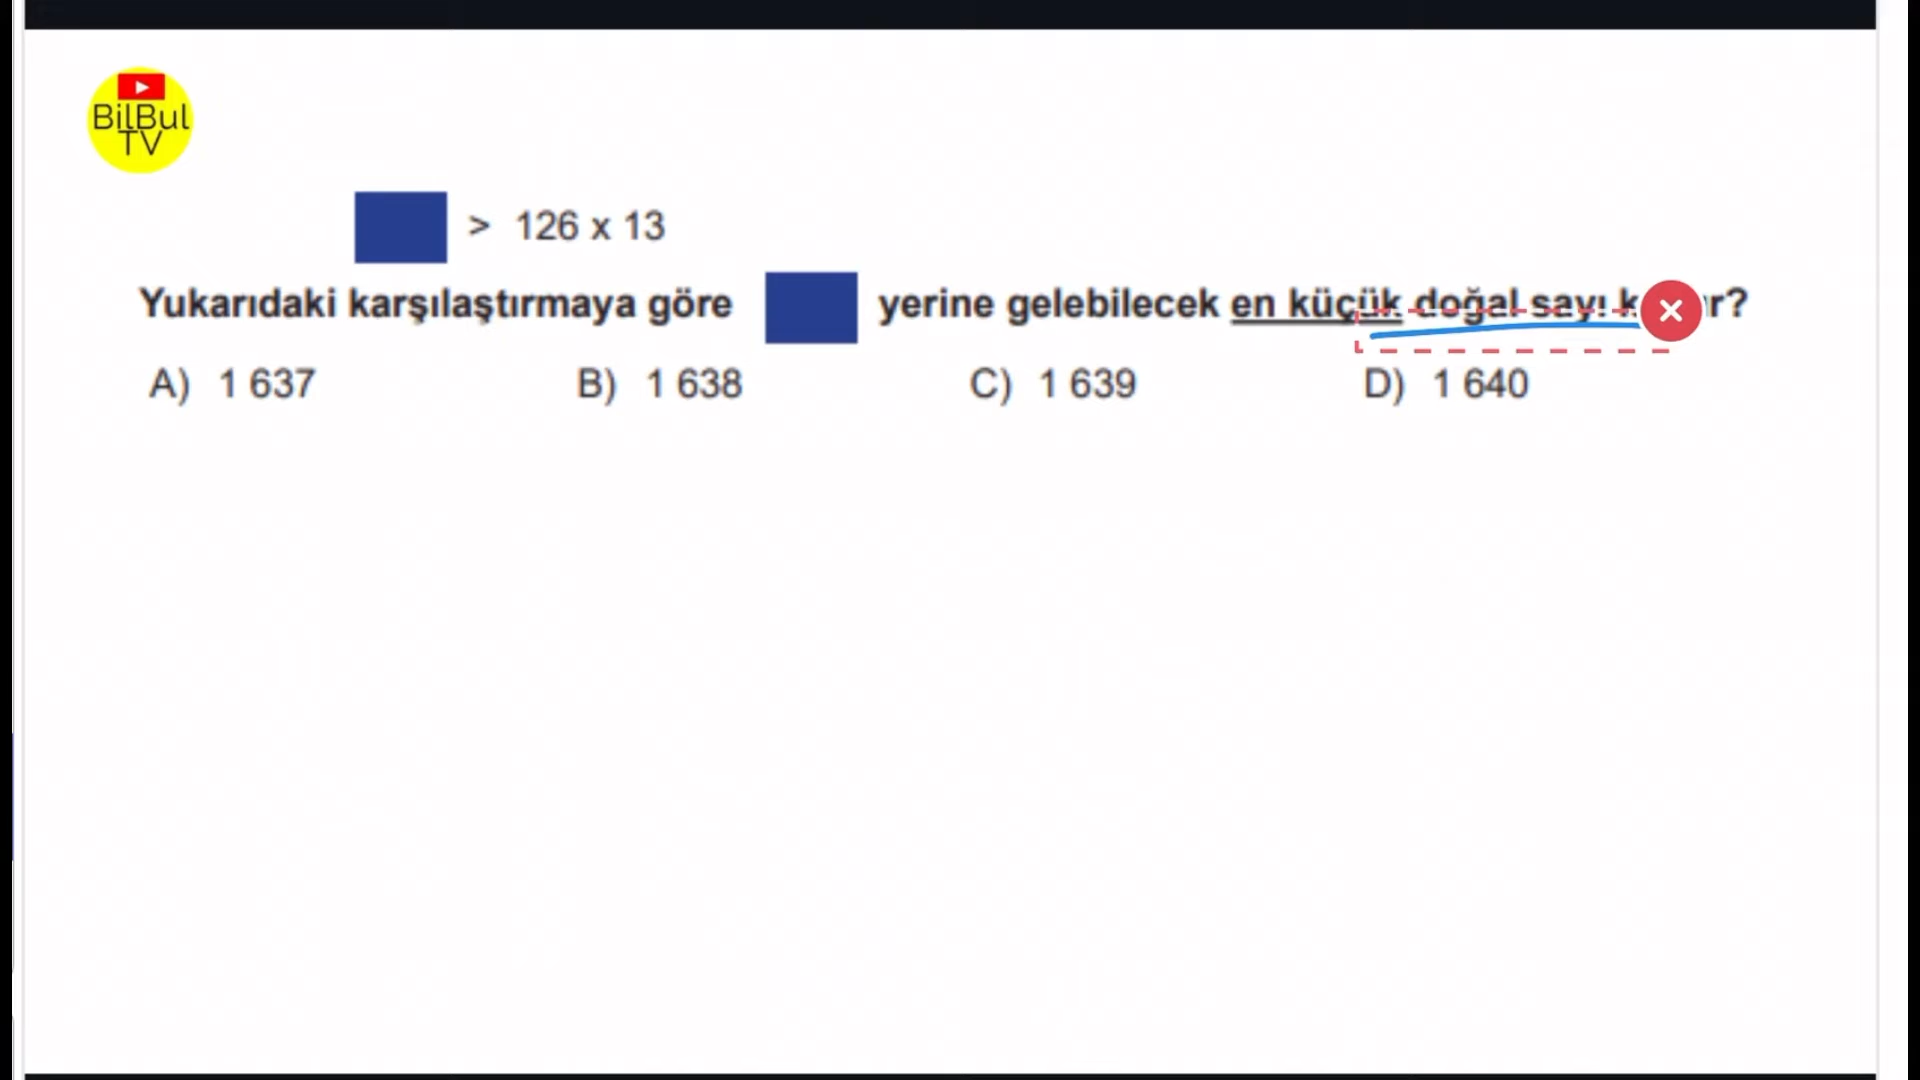 BilBul
TV
> 126 x 13
Yukarıdaki karşılaştırmaya göre yerine gelebilecek en küçük doğal sayı
A) 1 637 B) 1 638 C) 1 639 D) 1 640